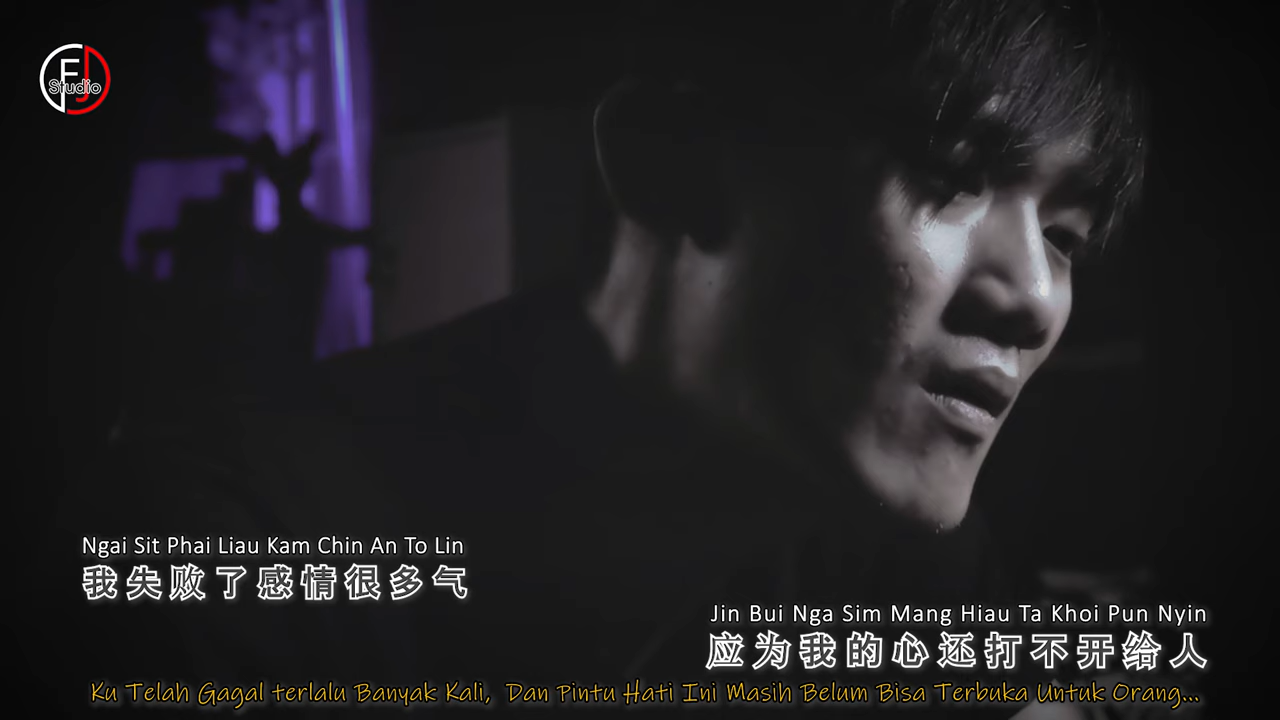 FJ
Studio
Ngai Sit Phai Liau Kam Chin An To Lin
我失败了感情很多气
Jin Bui Nga Sim Mang Hiau Ta Khoi Pun Nyin
应为我的心还打不开给人
Ku Telah Gagal terlalu Banyak Kali, Dan Pintu Hati Ini Masih Belum Bisa Terbuka Untuk Orang...